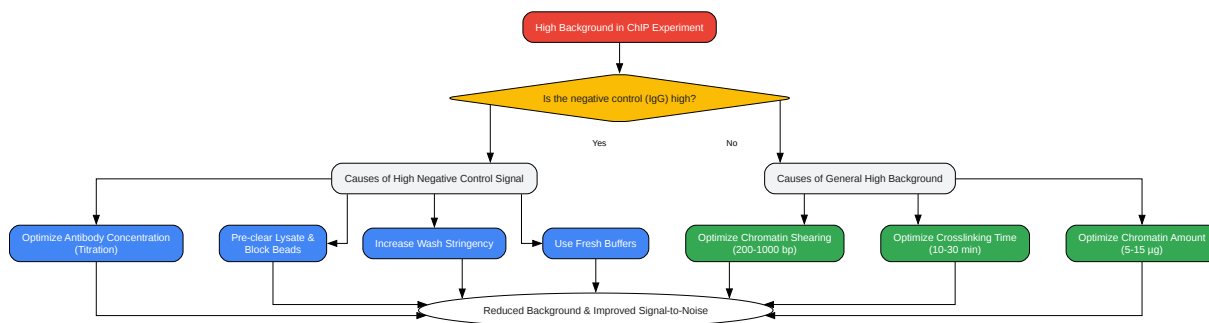 High Background in ChIP Experiment
Is the negative control (IgG) high?
Yes
No
Causes of High Negative Control Signal
Causes of General High Background
Optimize Antibody Concentration
(Titration)
Pre-clear Lysate &
Block Beads
Increase Wash Stringency
Use Fresh Buffers
Optimize Chromatin Shearing
(200-1000 bp)
Optimize Crosslinking Time
(10-30 min)
Optimize Chromatin Amount
(5-15 µg)
Reduced Background & Improved Signal-to-Noise